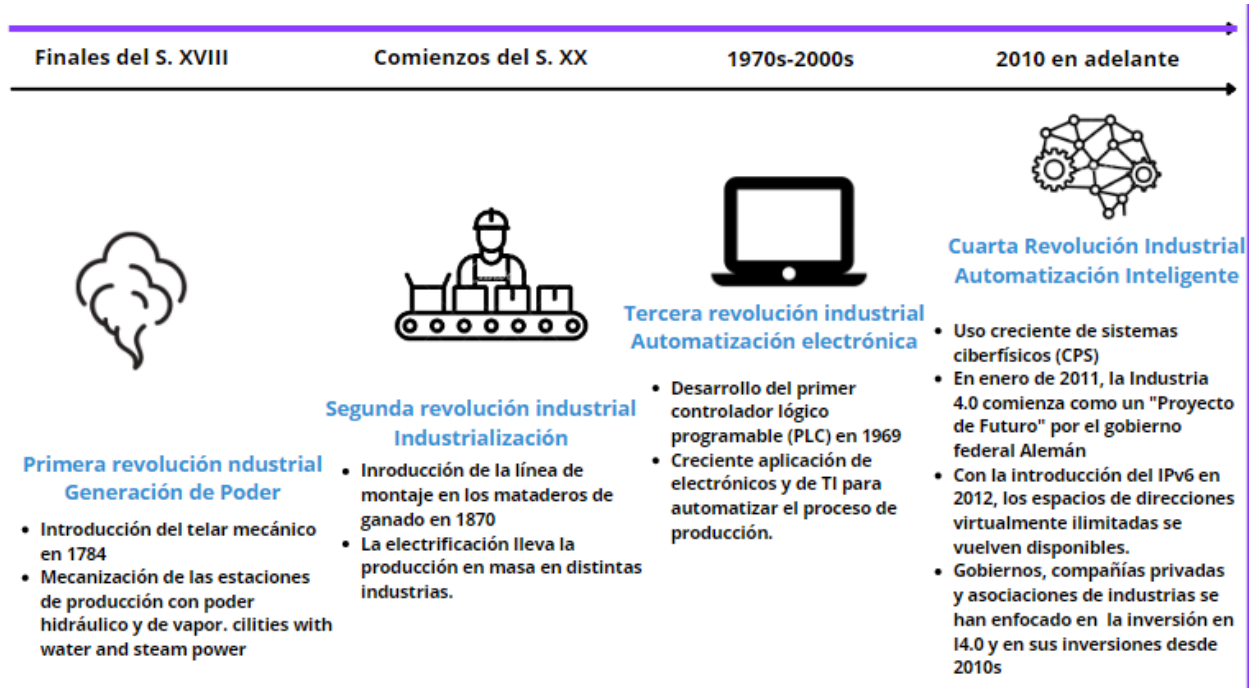 Finales del S. XVIII
Comienzos del S. XX
1970s-2000s
2010 en adelante
Primera revolución ndustrial
Generación de Poder
• Introducción del telar mecánico
en 1784
• Mecanización de las estaciones
de producción con poder
hidráulico y de vapor. cilities with
water and steam power
Segunda revolución industrial
Industrialización
• Inroducción de la línea de
montaje en los mataderos de
ganado en 1870
• La electrificación lleva la
producción en masa en distintas
industrias.
Tercera revolución industrial
Automatización electrónica
• Desarrollo del primer
controlador lógico
programable (PLC) en 1969
• Creciente aplicación de
electrónicos y de TI para
automatizar el proceso de
producción.
Cuarta Revolución Industrial
Automatización Inteligente
• Uso creciente de sistemas
ciberfísicos (CPS)
• En enero de 2011, la Industria
4.0 comienza como un "Proyecto
de Futuro" por el gobierno
federal Alemán
• Con la introducción del IPv6 en
2012, los espacios de direcciones
virtualmente ilimitadas se
vuelven disponibles.
• Gobiernos, compañías privadas
y asociaciones de industrias se
han enfocado en la inversión en
I4.0 y en sus inversiones desde
2010s